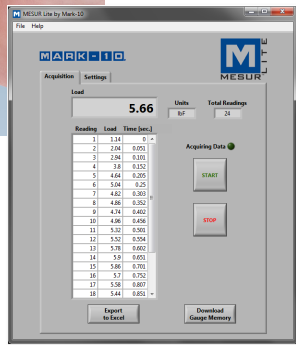 MESUR Lite by Mark-10
File Help
MARK-10
M
MESUR
LITE
Acquisition Settings
Load
5.66
Units
lbF
Total Readings
24
Reading Load Time (sec.)
1 1.14 0
2 2.04 0.051
3 2.94 0.101
4 3.8 0.152
5 4.64 0.205
6 5.04 0.25
7 4.82 0.303
8 4.86 0.352
9 4.74 0.402
10 4.96 0.456
11 5.32 0.501
12 5.52 0.554
13 5.78 0.602
14 5.9 0.651
15 5.86 0.701
16 5.7 0.752
17 5.58 0.807
18 5.44 0.851
Acquiring Data
START
STOP
Export
to Excel
Download
Gauge Memory